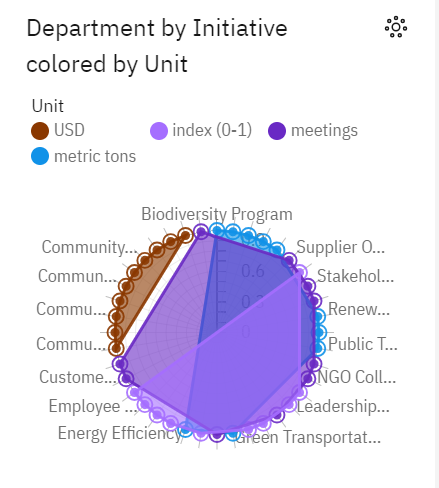 Department by Initiative
colored by Unit
Unit
USD
index (0-1)
meetings
metric tons
Biodiversity Program
Community...
Supplier O...
Commun...
0.6
Stakehol...
Commu...
Renew...
Commu...
Public T...
Custome...
NGO Coll...
Employee ...
Leadership...
Energy Efficiency
Green Transportat...